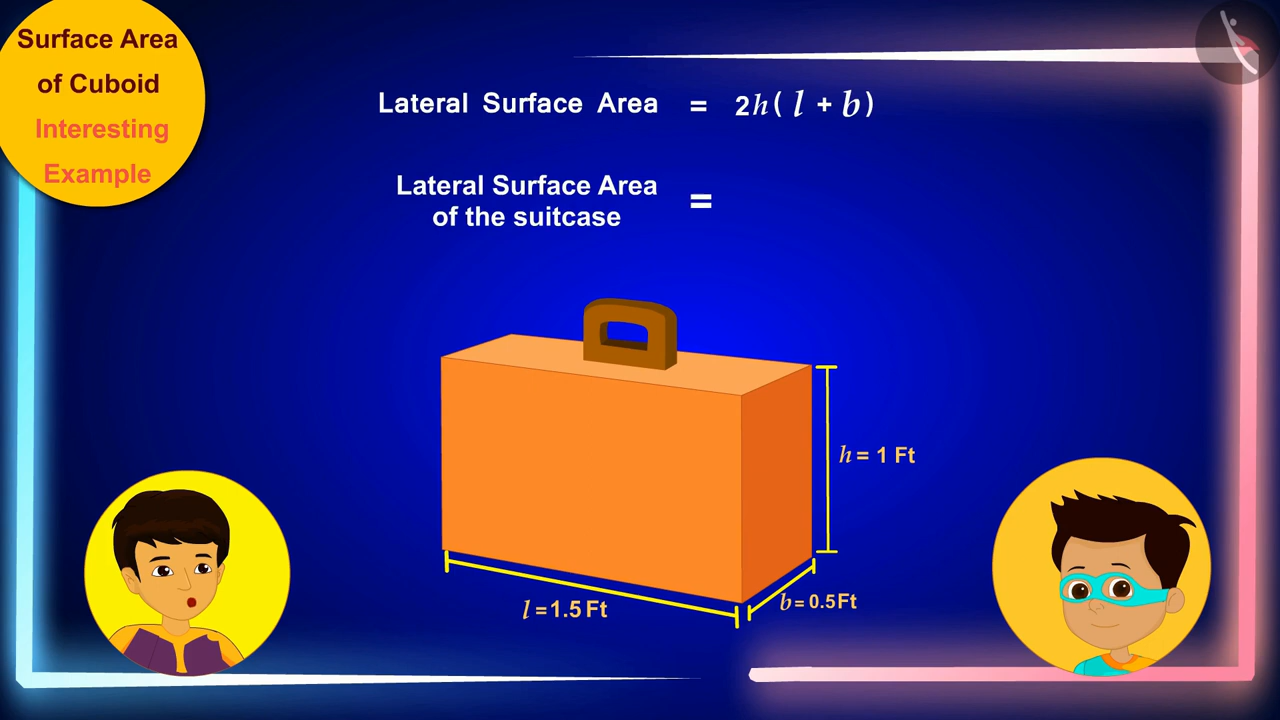 Surface Area
of Cuboid
Interesting
Example
Lateral Surface Area = 2h( l + b)
Lateral Surface Area
of the suitcase =
h = 1 Ft
b = 0.5Ft
l =1.5 Ft